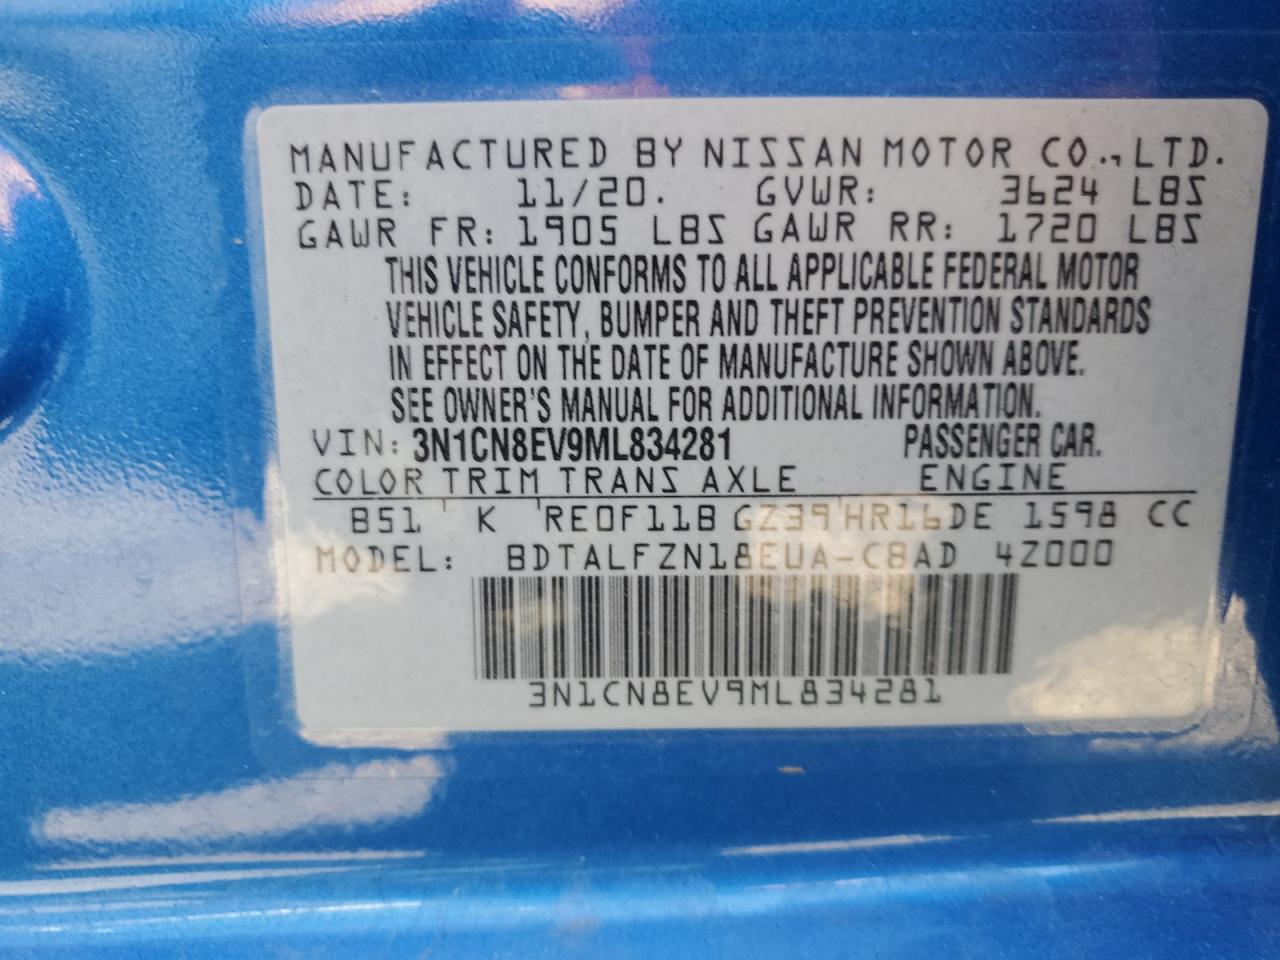 MANUFACTURED BY NISSAN MOTOR CO., LTD.
DATE: 11/20. GVWR: 3624 LBS
GAWR FR: 1905 LBS GAWR RR: 1720 LBS
THIS VEHICLE CONFORMS TO ALL APPLICABLE FEDERAL MOTOR
VEHICLE SAFETY, BUMPER AND THEFT PREVENTION STANDARDS
IN EFFECT ON THE DATE OF MANUFACTURE SHOWN ABOVE.
SEE OWNER'S MANUAL FOR ADDITIONAL INFORMATION.
VIN: 3N1CN8EV9ML834281 PASSENGER CAR.
COLOR TRIM TRANS AXLE ENGINE
B51 K RE0F11B GZ39 HR16DE 1598 CC
MODEL: BDTALFZN18EUA-C8AD 42000
3N1CN8EV9ML834281